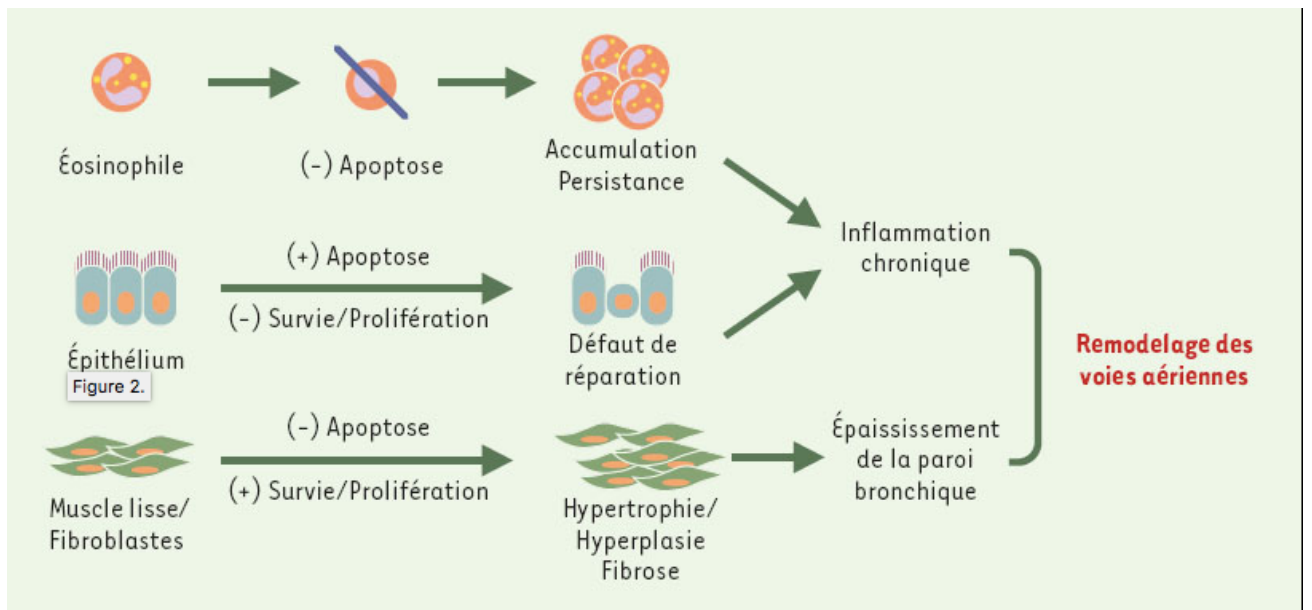 Éosinophile
(-) Apoptose
Accumulation
Persistance
Inflammation
chronique
(+) Apoptose
(-) Survie/Prolifération
Épithélium
Figure 2.
Défaut de
réparation
Remodelage des
voies aériennes
(-) Apoptose
(+) Survie/Prolifération
Muscle lisse/
Fibroblastes
Hypertrophie/
Hyperplasie
Fibrose
Épaississement
de la paroi
bronchique